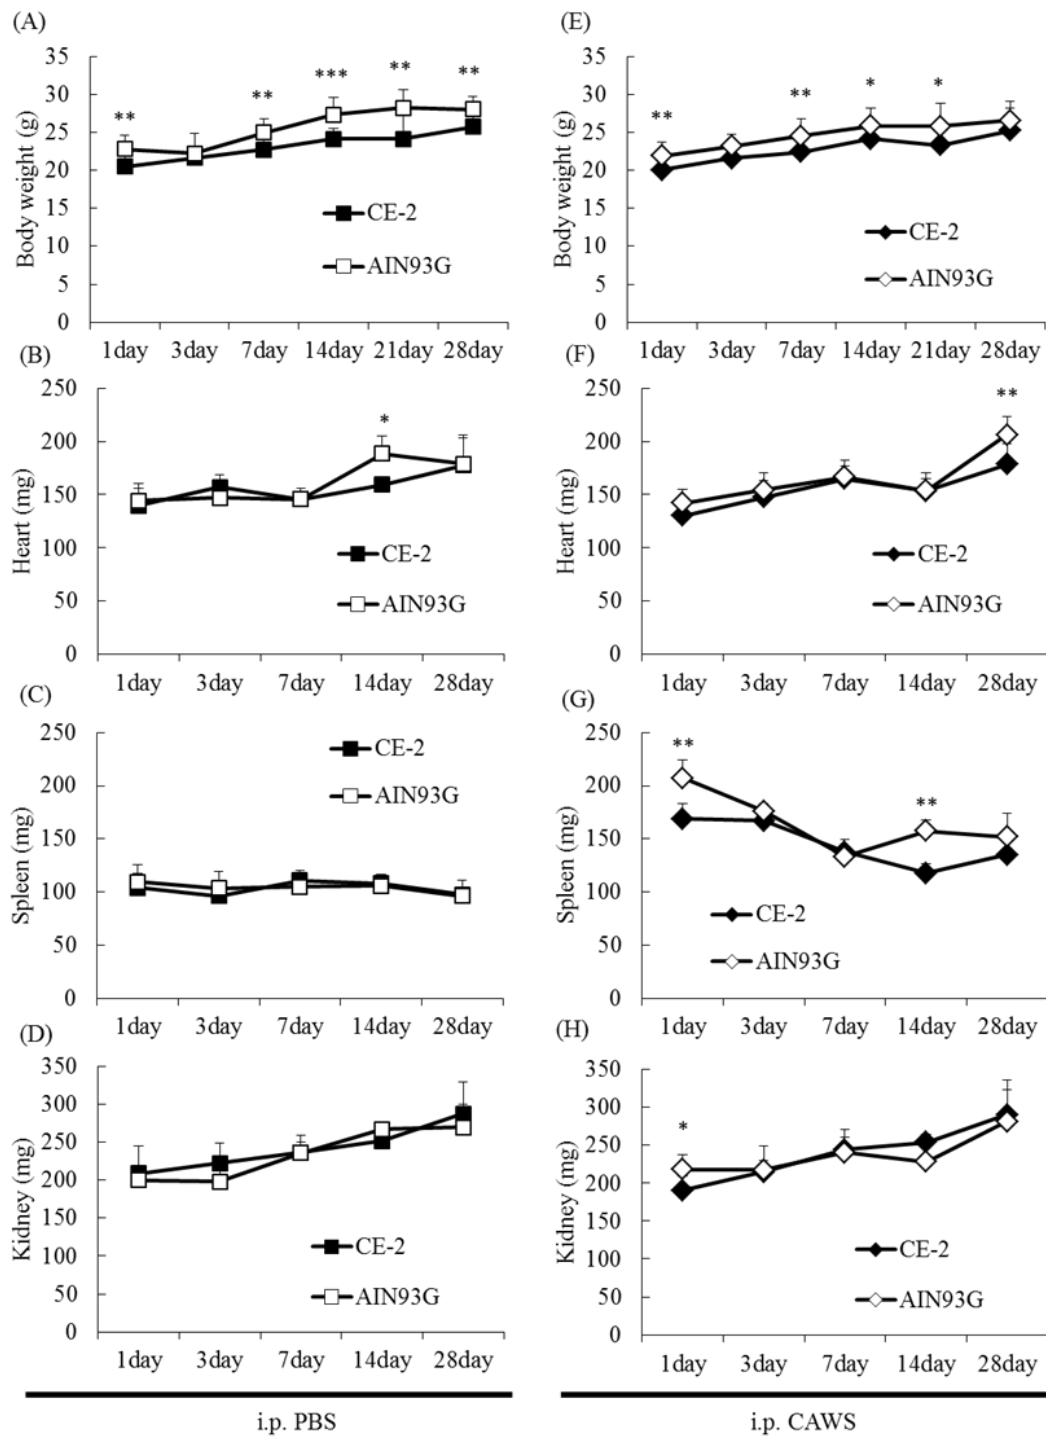 (A)
35
30
25
20
15
10
5
0
Body weight (g)
**
**
***
**
**
CE-2
AIN93G
1day 3day 7day 14day 21day 28day
(B)
250
200
150
100
50
0
Heart (mg)
*
CE-2
AIN93G
1day 3day 7day 14day 28day
(C)
250
200
150
100
50
0
Spleen (mg)
CE-2
AIN93G
1day 3day 7day 14day 28day
(D)
350
300
250
200
150
100
50
0
Kidney (mg)
CE-2
AIN93G
1day 3day 7day 14day 28day
i.p. PBS
(E)
35
30
25
20
15
10
5
0
Body weight (g)
**
**
*
*
CE-2
AIN93G
1day 3day 7day 14day 21day 28day
(F)
250
200
150
100
50
0
Heart (mg)
**
CE-2
AIN93G
1day 3day 7day 14day 28day
(G)
250
200
150
100
50
0
Spleen (mg)
**
**
CE-2
AIN93G
1day 3day 7day 14day 28day
(H)
350
300
250
200
150
100
50
0
Kidney (mg)
*
CE-2
AIN93G
1day 3day 7day 14day 28day
i.p. CAWS